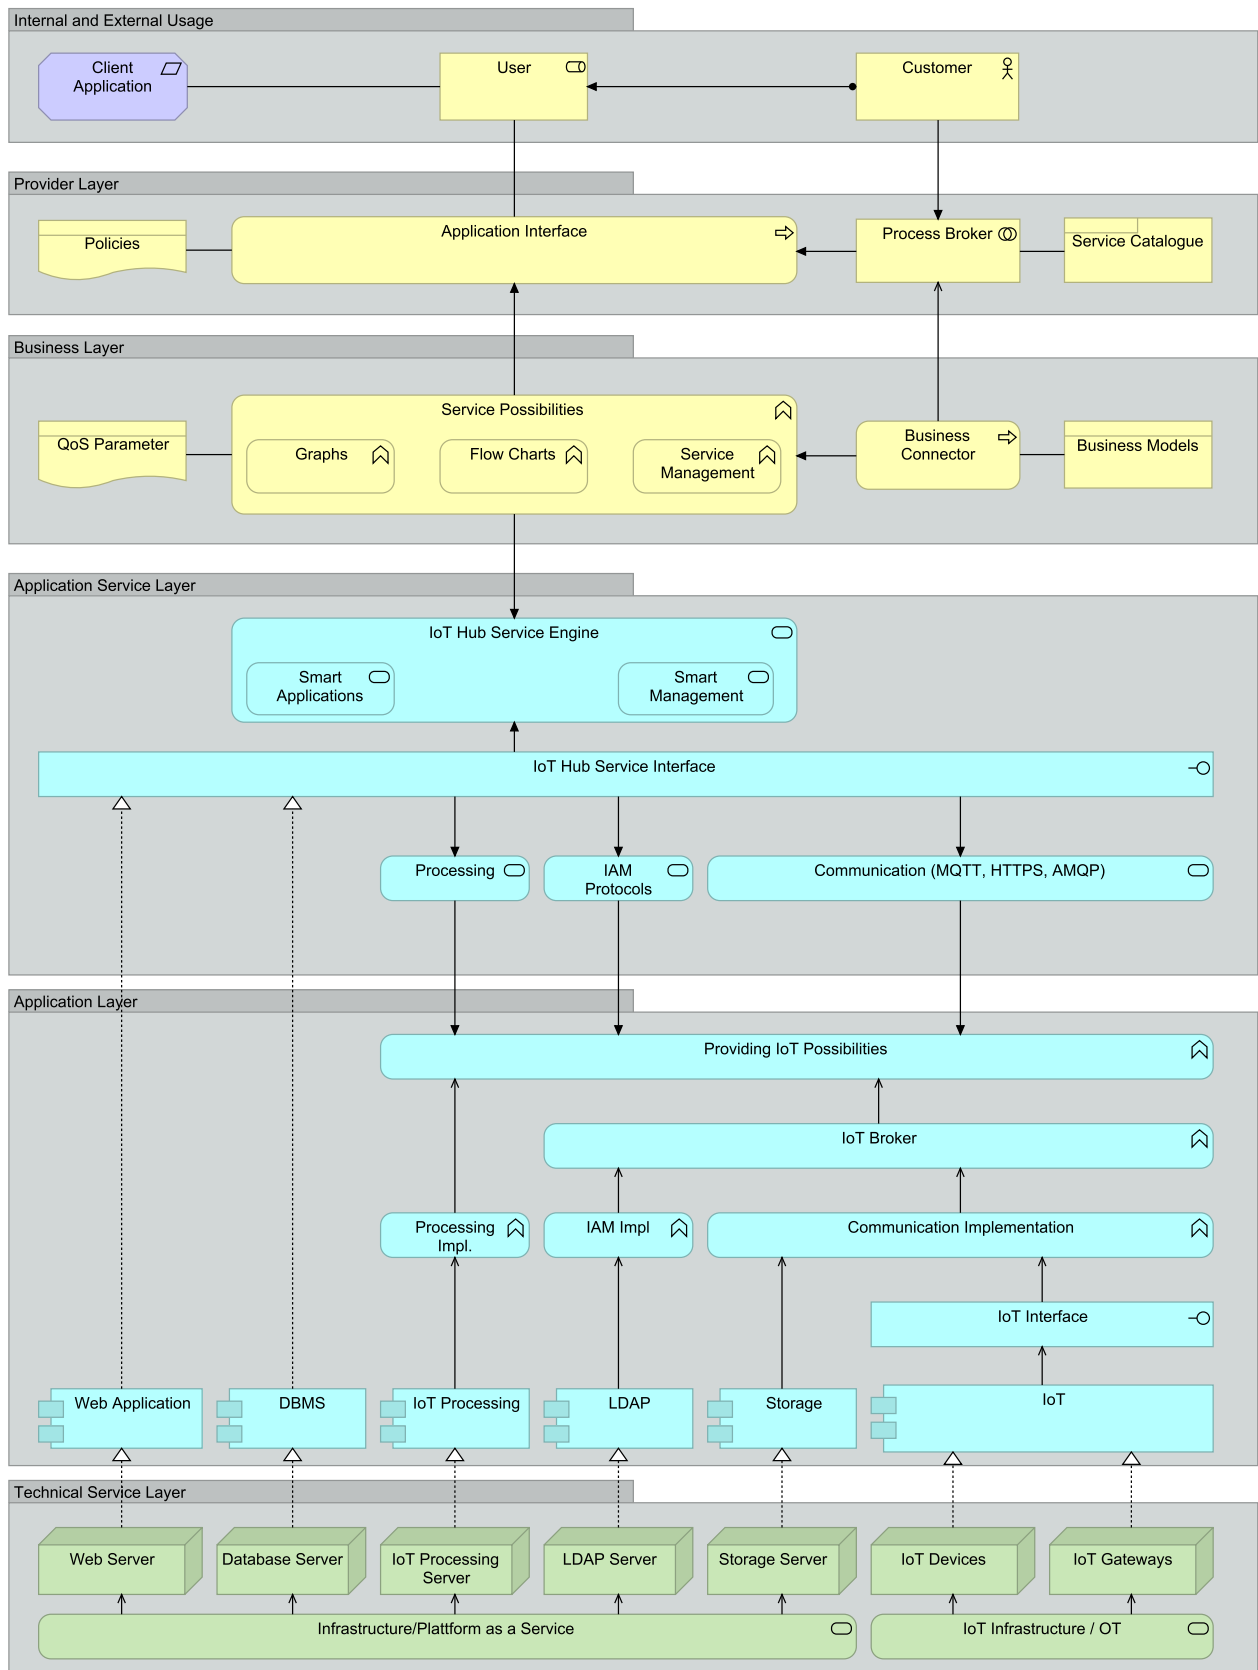 Internal and External Usage
Client
Application
User
Customer
Provider Layer
Policies
Application Interface
Process Broker
Service Catalogue
Business Layer
QoS Parameter
Service Possibilities
Graphs
Flow Charts
Service
Management
Business
Connector
Business Models
Application Service Layer
IoT Hub Service Engine
Smart
Applications
Smart
Management
IoT Hub Service Interface
Processing
IAM
Protocols
Communication (MQTT, HTTPS, AMQP)
Application Layer
Providing IoT Possibilities
IoT Broker
Processing
Impl.
IAM Impl
Communication Implementation
IoT Interface
Web Application
DBMS
IoT Processing
LDAP
Storage
IoT
Technical Service Layer
Web Server
Database Server
IoT Processing
Server
LDAP Server
Storage Server
IoT Devices
IoT Gateways
Infrastructure/Plattform as a Service
IoT Infrastructure / OT